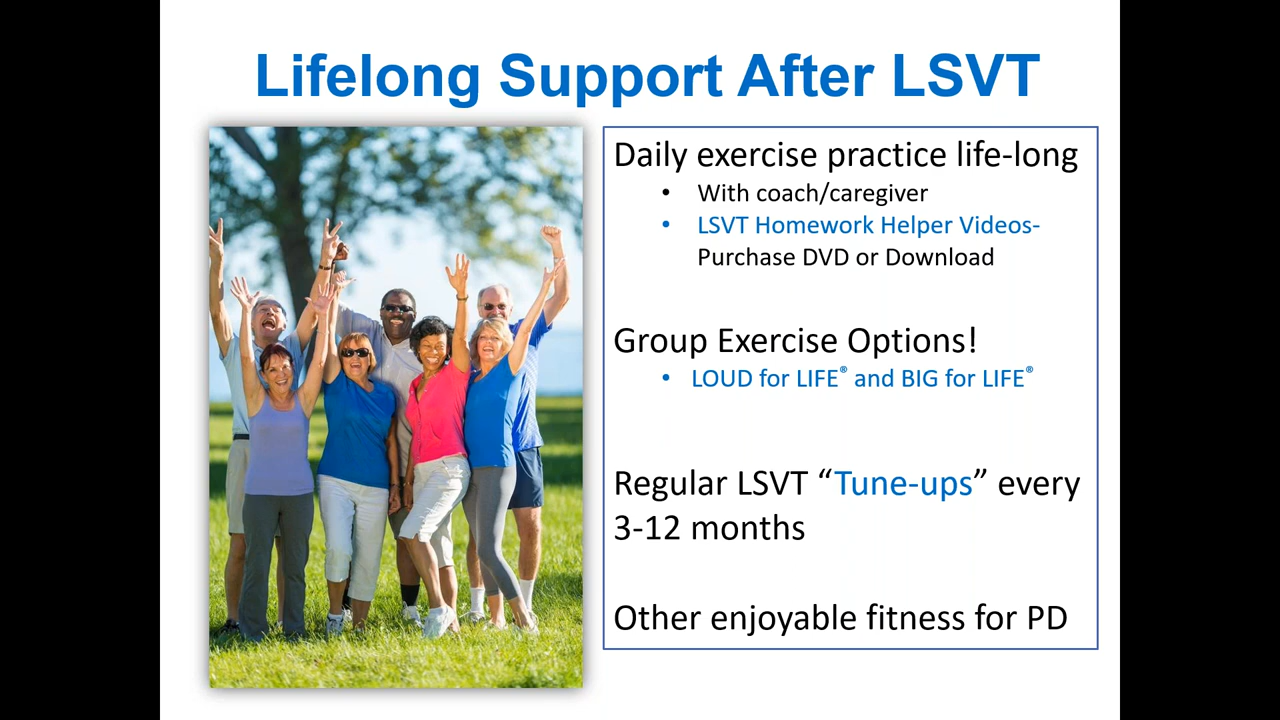 Lifelong Support After LSVT
Daily exercise practice life-long
• With coach/caregiver
• LSVT Homework Helper Videos-
Purchase DVD or Download
Group Exercise Options!
• LOUD for LIFE® and BIG for LIFE®
Regular LSVT “Tune-ups” every
3-12 months
Other enjoyable fitness for PD